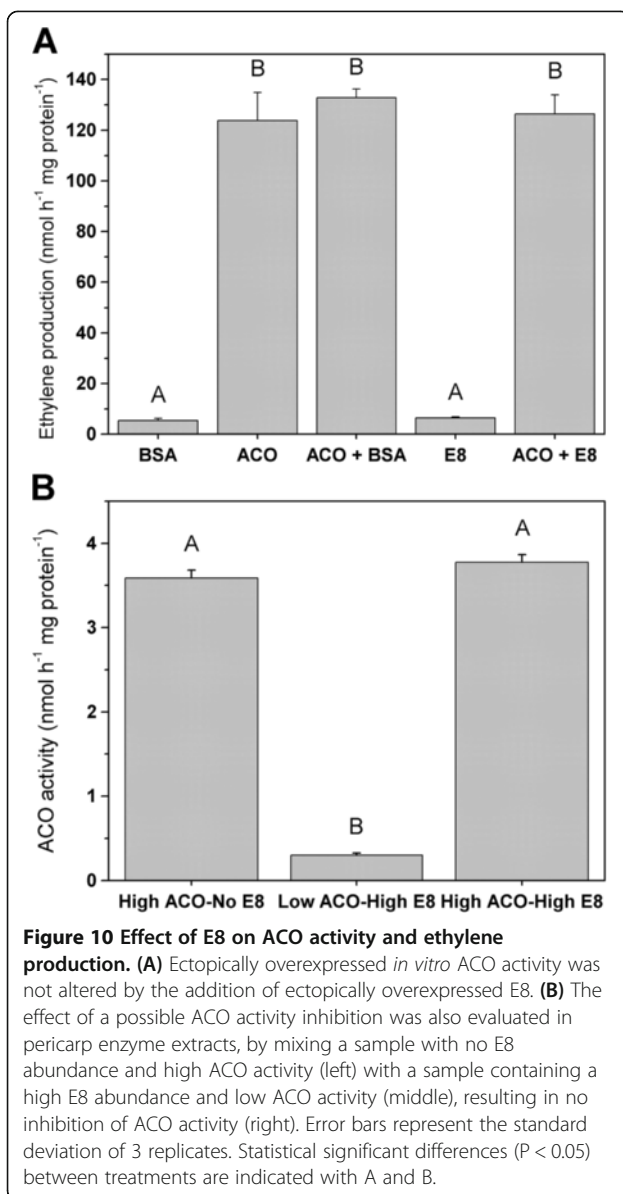 A
B
B
B
140
120
100
80
60
40
20
0
Ethylene production (nmol h⁻¹ mg protein⁻¹)
A
A
BSA
ACO
ACO + BSA
E8
ACO + E8
B
4
3
2
1
0
ACO activity (nmol h⁻¹ mg protein⁻¹)
A
B
A
High ACO-No E8
Low ACO-High E8
High ACO-High E8
Figure 10 Effect of E8 on ACO activity and ethylene
production. (A) Ectopically overexpressed in vitro ACO activity was
not altered by the addition of ectopically overexpressed E8. (B) The
effect of a possible ACO activity inhibition was also evaluated in
pericarp enzyme extracts, by mixing a sample with no E8
abundance and high ACO activity (left) with a sample containing a
high E8 abundance and low ACO activity (middle), resulting in no
inhibition of ACO activity (right). Error bars represent the standard
deviation of 3 replicates. Statistical significant differences (P < 0.05)
between treatments are indicated with A and B.